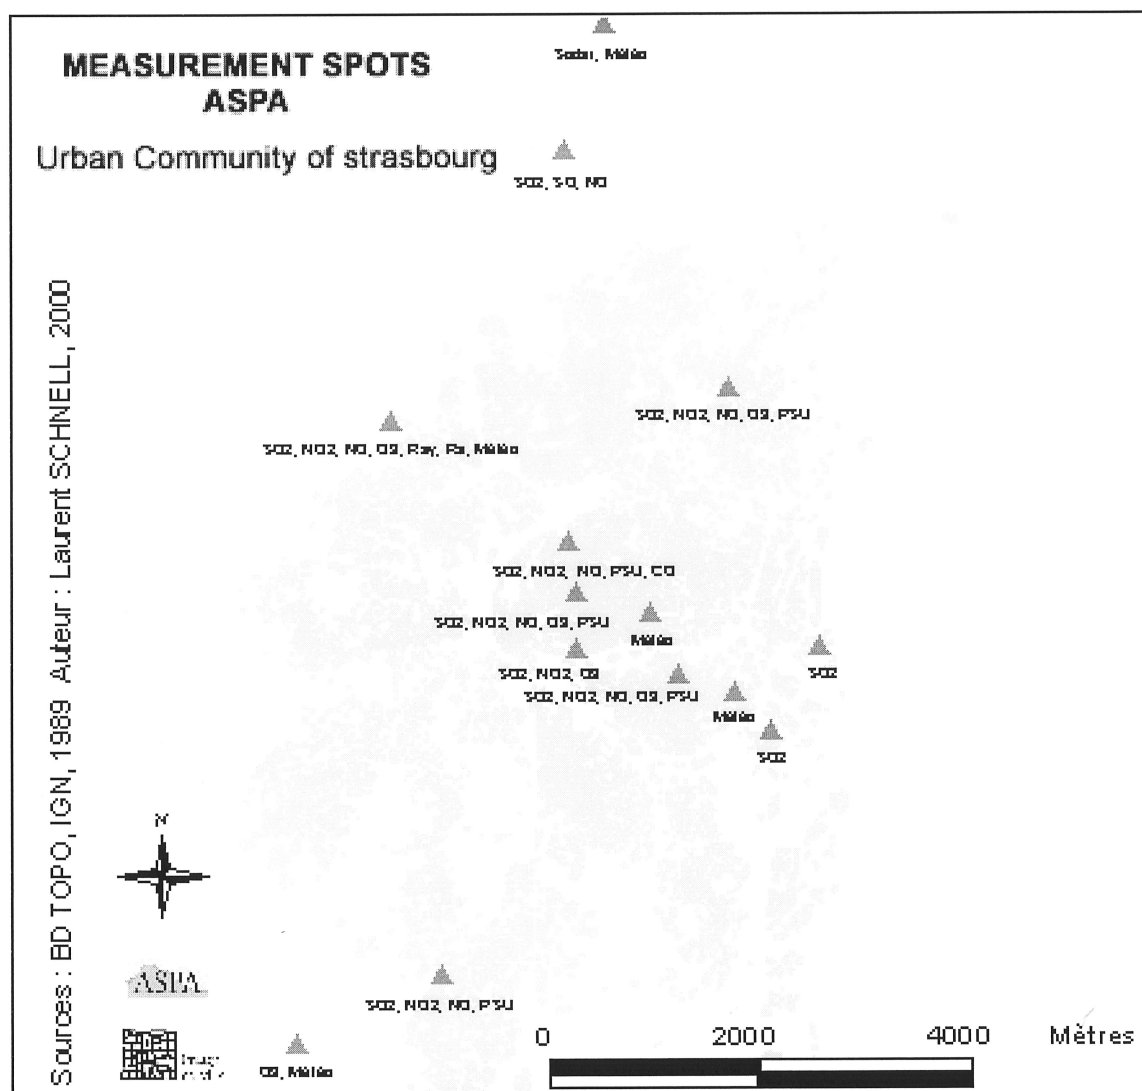 MEASUREMENT SPOTS
ASPA
Urban Community of strasbourg
Sodar, Météo
SO2, SO, NO
SO2, NO2, NO, O3, PSU
SO2, NO2, NO, O3, Ray, Pa, Météo
SO2, NO2, NO, PSU, CO
SO2, NO2, NO, O3, PSU
Météo
SO2, NO2, O3
SO2
SO2, NO2, NO, O3, PSU
Météo
SO2
Sources : BD TOPO, IGN, 1989 Auteur : Laurent SCHNELL, 2000
N
ASPA
SO2, NO2, NO, PSU
0 2000 4000 Mètres
Image
O3, Météo